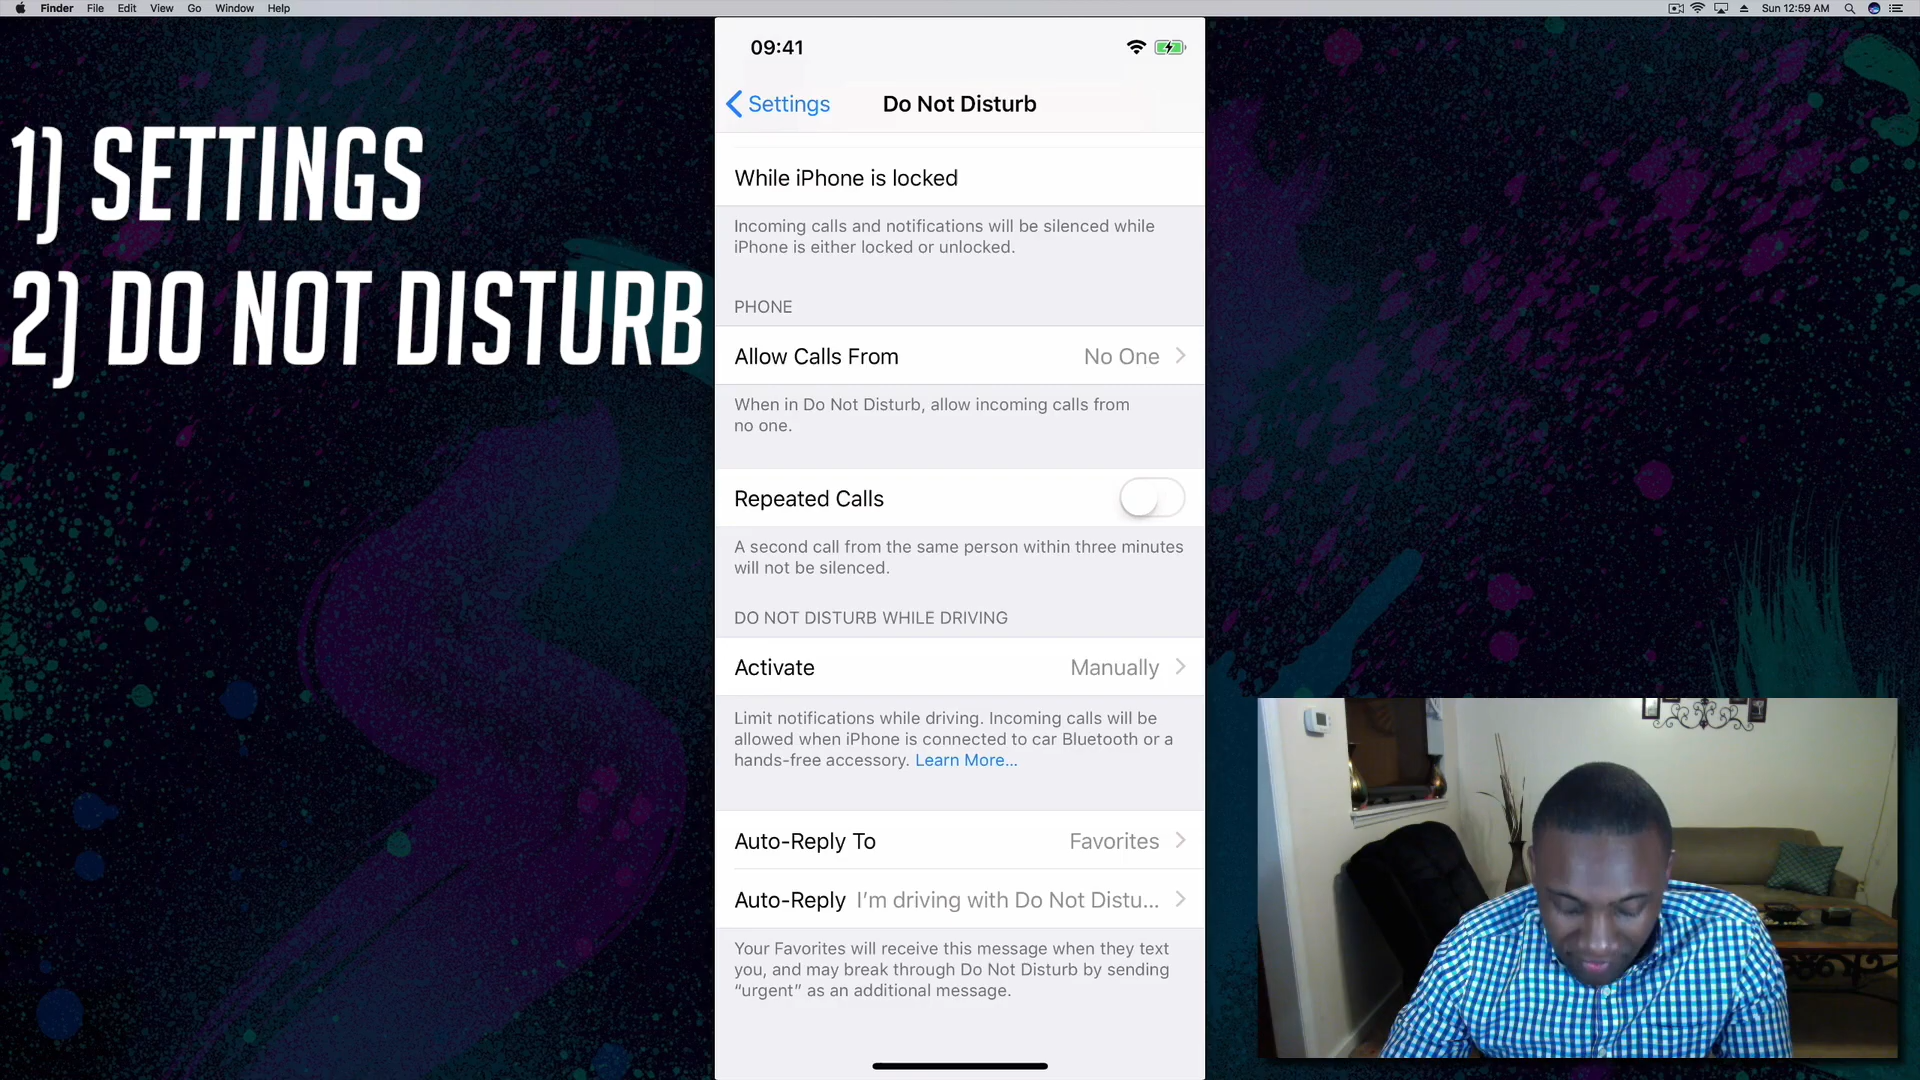 Finder File Edit View Go Window Help
Sun 12:59 AM
1) SETTINGS
2) DO NOT DISTURB
09:41
Settings
Do Not Disturb
While iPhone is locked
Incoming calls and notifications will be silenced while
iPhone is either locked or unlocked.
PHONE
Allow Calls From No One
When in Do Not Disturb, allow incoming calls from
no one.
Repeated Calls
A second call from the same person within three minutes
will not be silenced.
DO NOT DISTURB WHILE DRIVING
Activate Manually
Limit notifications while driving. Incoming calls will be
allowed when iPhone is connected to car Bluetooth or a
hands-free accessory. Learn More...
Auto-Reply To Favorites
Auto-Reply I’m driving with Do Not Distu...
Your Favorites will receive this message when they text
you, and may break through Do Not Disturb by sending
“urgent” as an additional message.